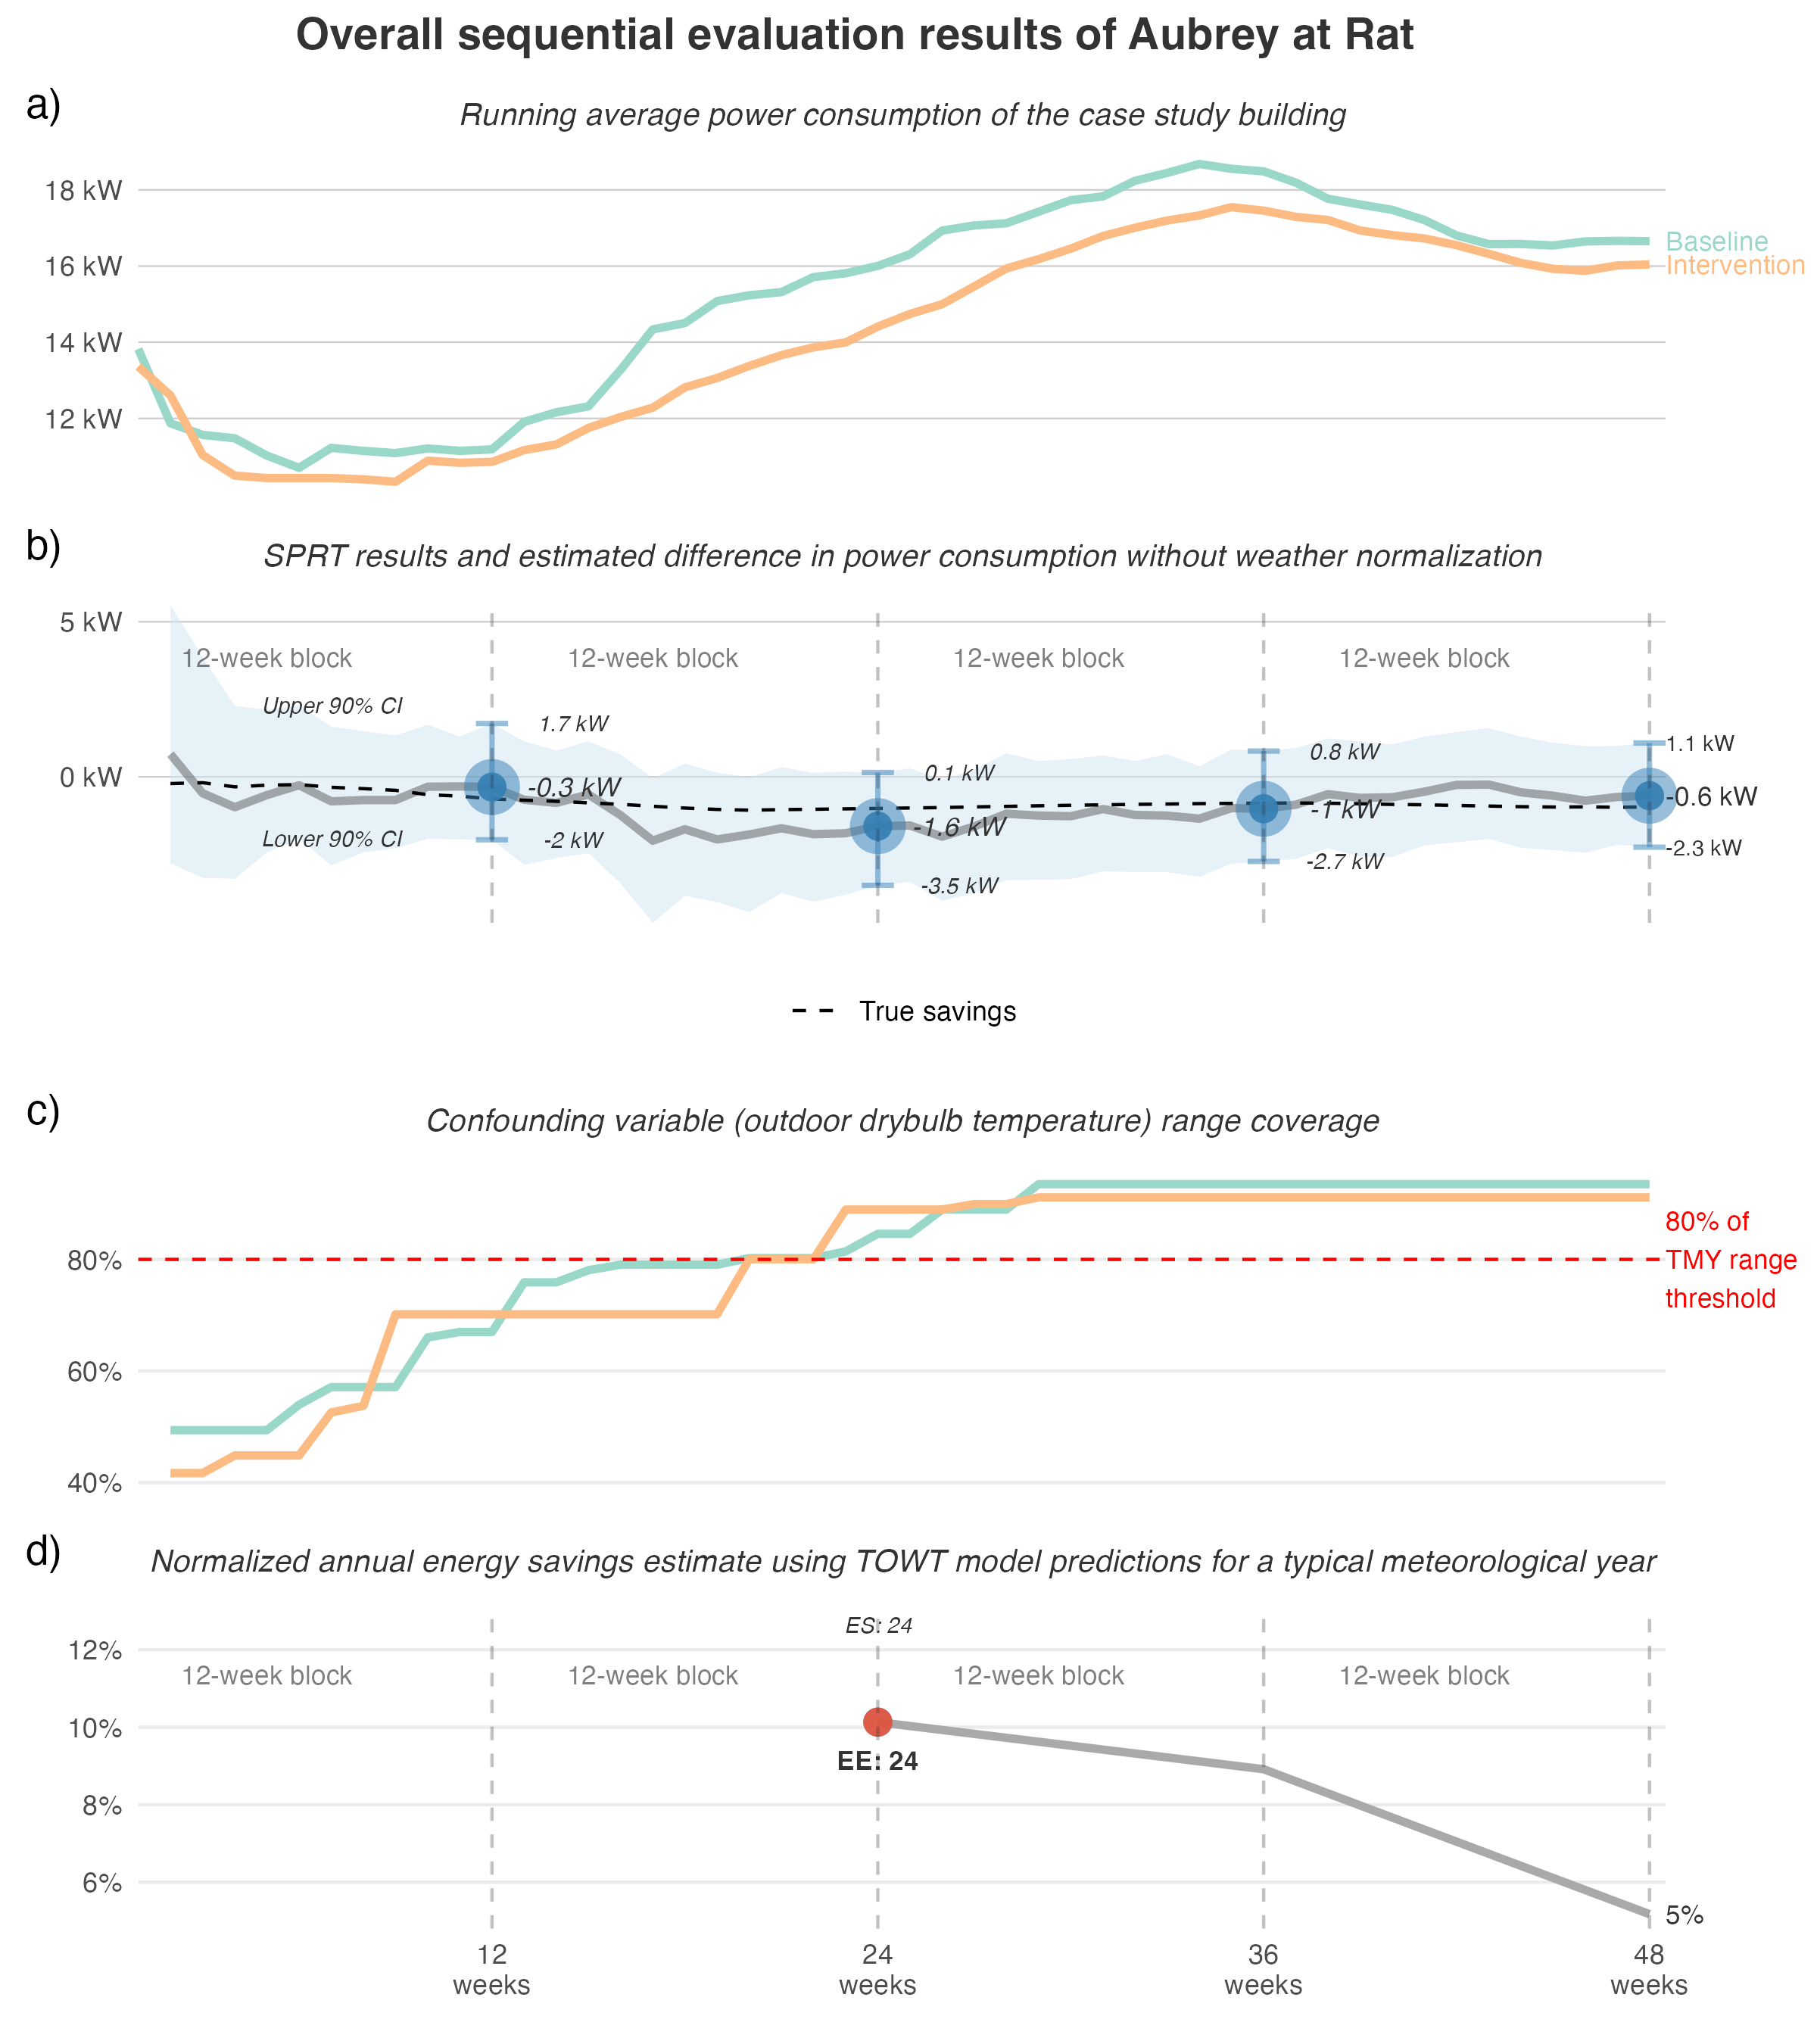 Overall sequential evaluation results of Aubrey at Rat
a)
Running average power consumption of the case study building
18 kW
16 kW
14 kW
12 kW
Baseline
Intervention
b)
SPRT results and estimated difference in power consumption without weather normalization
5 kW
0 kW
12-week block 12-week block 12-week block 12-week block
Upper 90% CI
Lower 90% CI
1.7 kW
-0.3 kW
-2 kW
0.1 kW
-1.6 kW
-3.5 kW
0.8 kW
-1 kW
-2.7 kW
1.1 kW
-0.6 kW
-2.3 kW
True savings
c)
Confounding variable (outdoor drybulb temperature) range coverage
80%
60%
40%
80% of
TMY range
threshold
d)
Normalized annual energy savings estimate using TOWT model predictions for a typical meteorological year
ES: 24
12%
10%
8%
6%
12-week block 12-week block 12-week block 12-week block
EE: 24
5%
12 24 36 48
weeks weeks weeks weeks